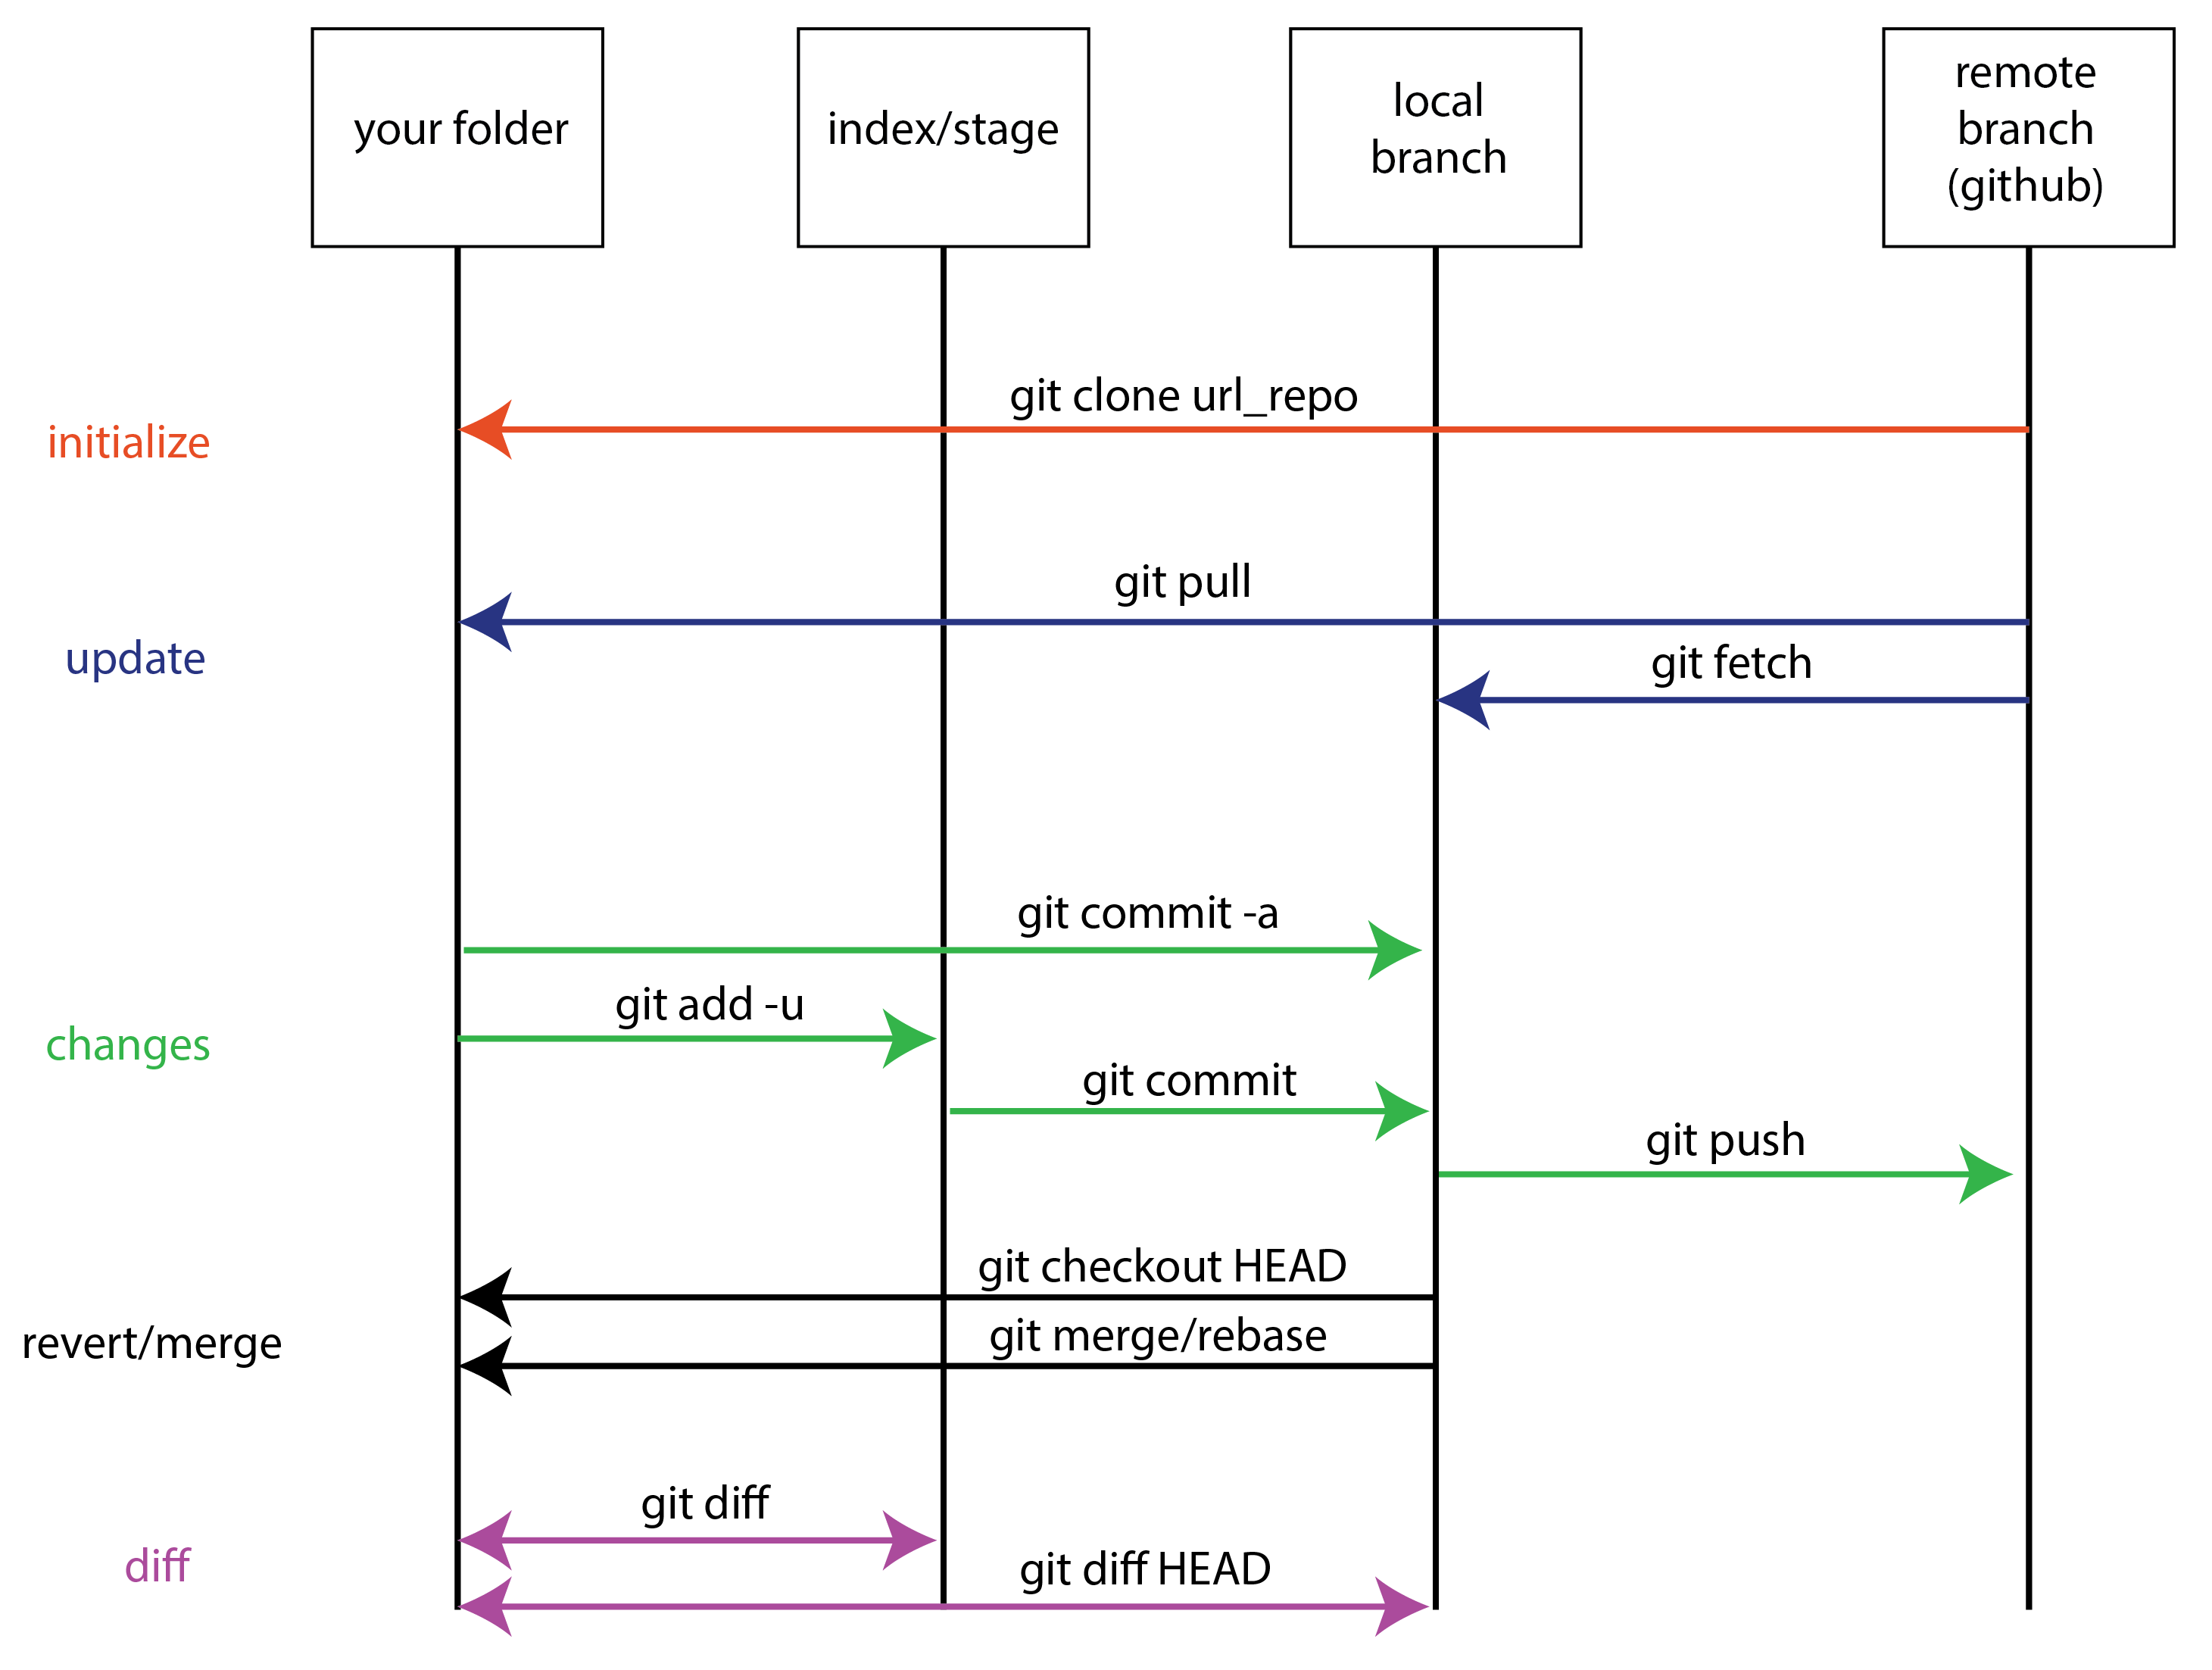 your folder
index/stage
local
branch
remote
branch
(github)
git clone url_repo
initialize
git pull
update
git fetch
git commit -a
git add -u
changes
git commit
git push
git checkout HEAD
revert/merge
git merge/rebase
git diff
diff
git diff HEAD